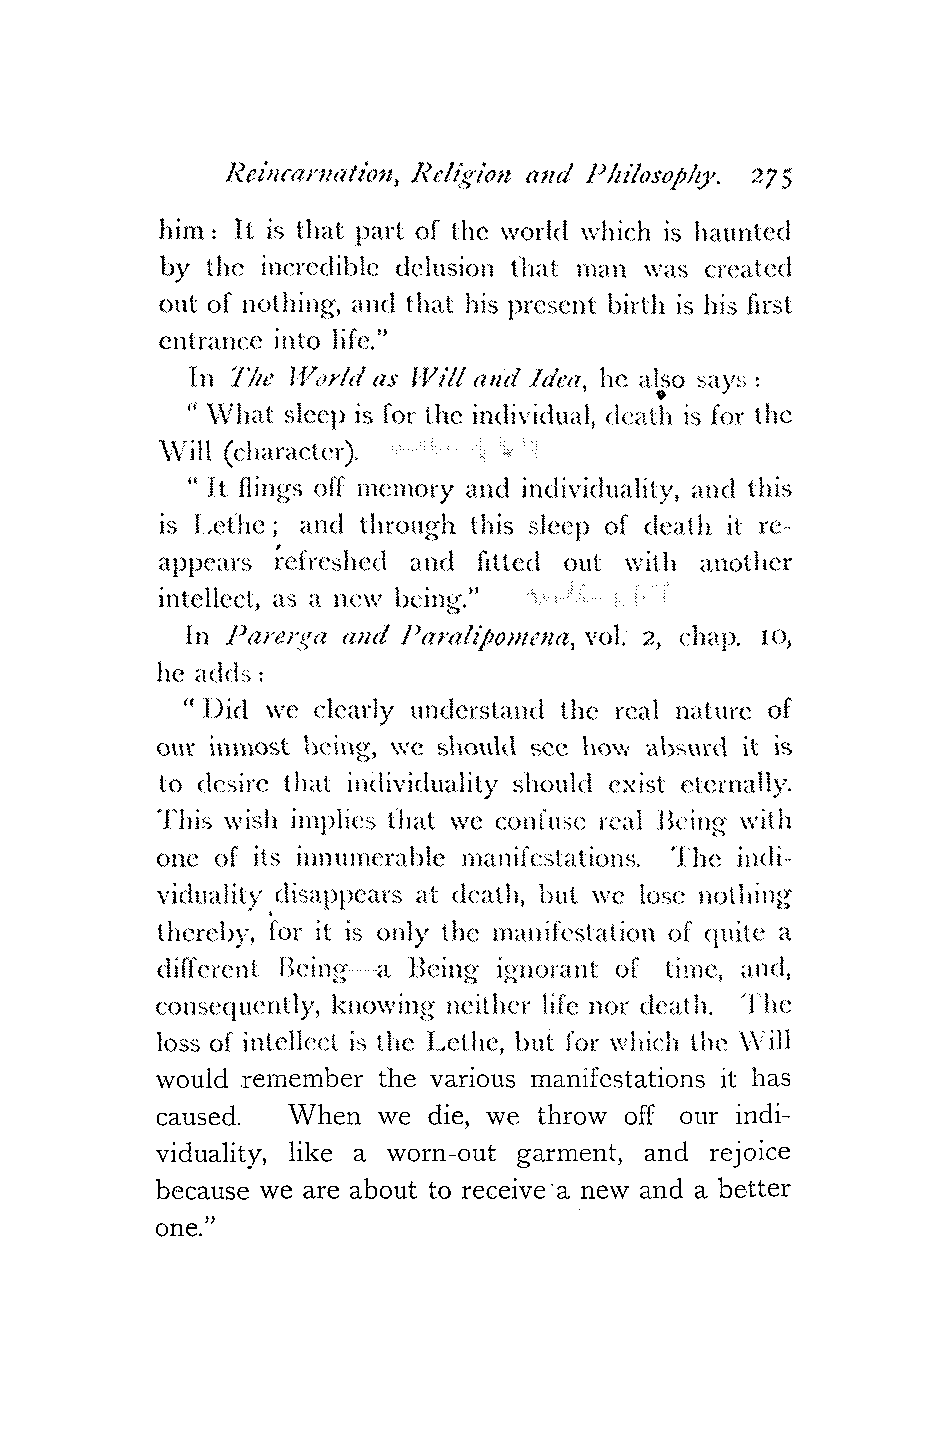 Reincarnation, Religion and Philosophy. 275
him: It is that part of the world which is haunted
by the incredible delusion that man was created
out of nothing, and that his present birth is his first
entrance into life.”
In The World as Will and Idea, he also says:
“ What sleep is for the individual, death is for the
Will (character).
“ It flings off memory and individuality, and this
is Lethe; and through this sleep of death it re-
appears refreshed and fitted out with another
intellect, as a new being.”
In Parerga and Paralipomena, vol. 2, chap. 10,
he adds:
“ Did we clearly understand the real nature of
our inmost being, we should see how absurd it is
to desire that individuality should exist eternally.
This wish implies that we confuse real Being with
one of its innumerable manifestations. The indi-
viduality disappears at death, but we lose nothing
thereby, for it is only the manifestation of quite a
different Being—a Being ignorant of time, and,
consequently, knowing neither life nor death. The
loss of intellect is the Lethe, but for which the Will
would remember the various manifestations it has
caused. When we die, we throw off our indi-
viduality, like a worn-out garment, and rejoice
because we are about to receive a new and a better
one.”